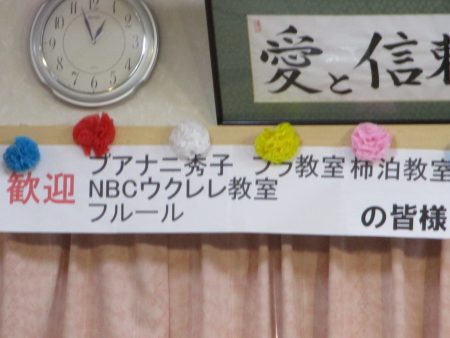 愛と信頼
歓迎 プアナニ秀子 フラ教室 柿泊教室
NBCウクレレ教室
フルール
の皆様